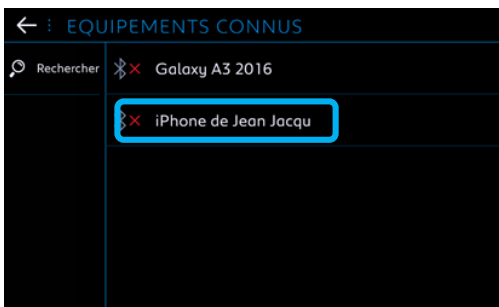 EQUIPEMENTS CONNUS
Rechercher
Galaxy A3 2016
iPhone de Jean Jacqu